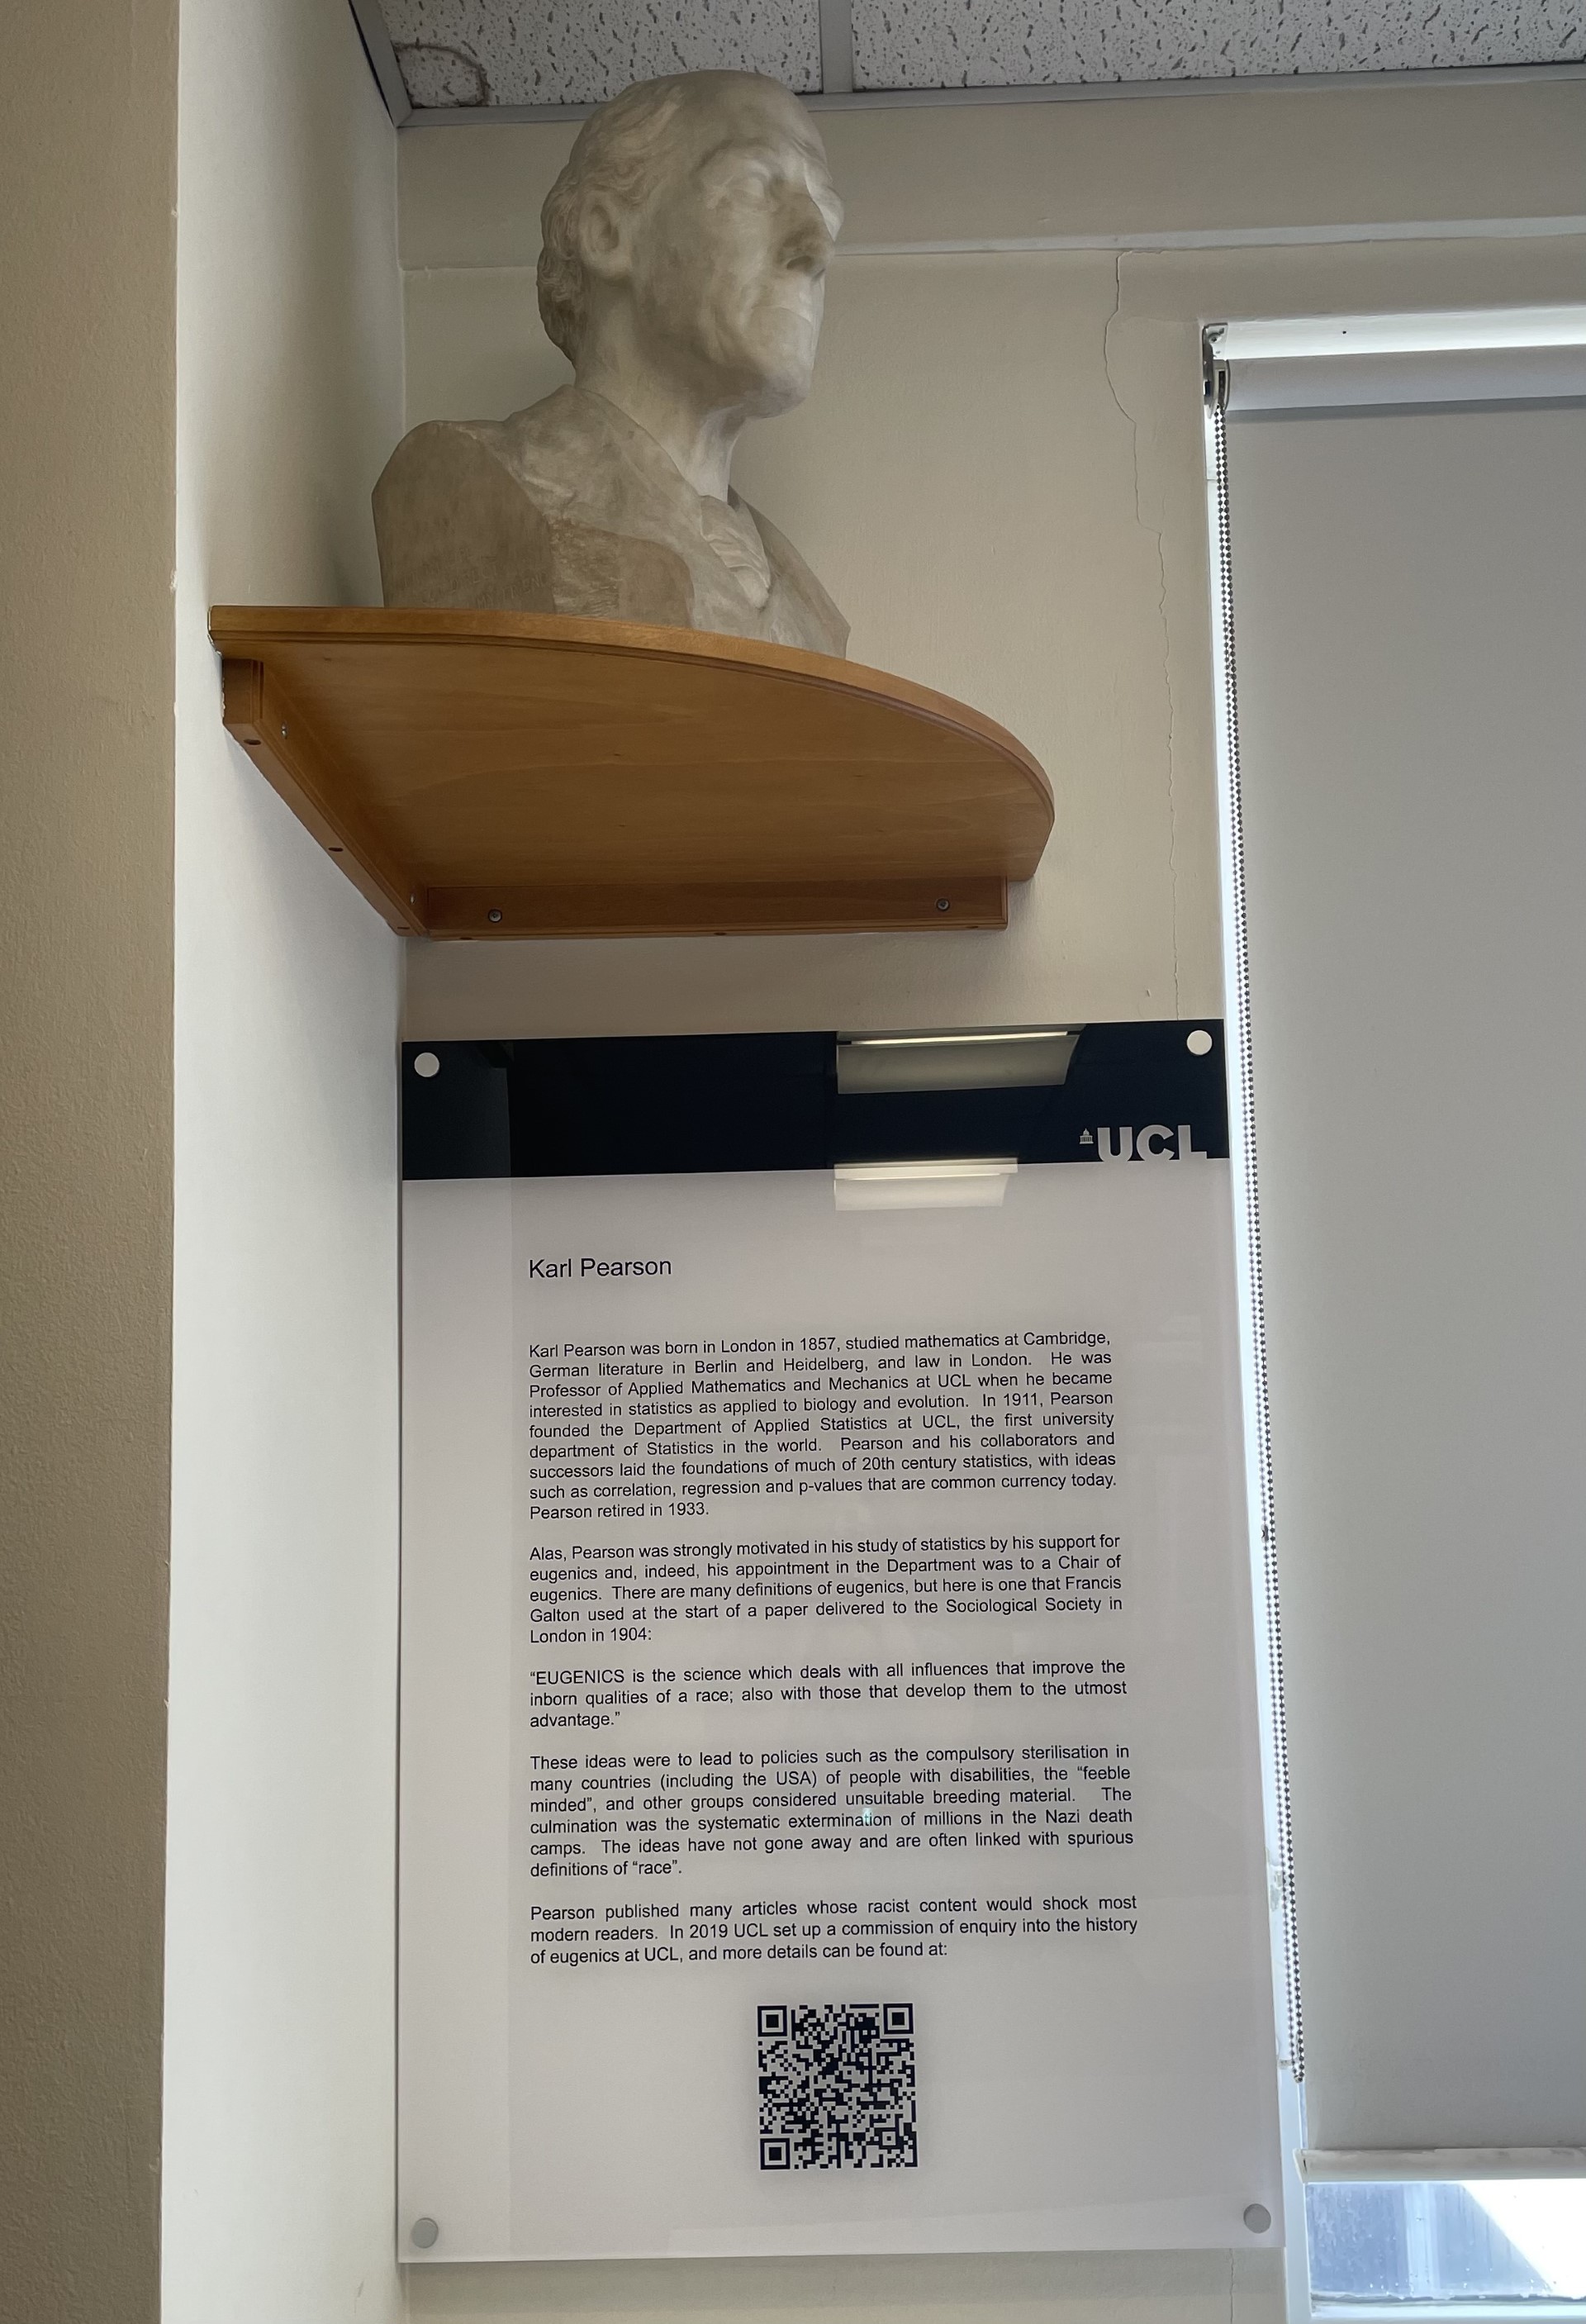 UCL
Karl Pearson
Karl Pearson was born in London in 1857, studied mathematics at Cambridge,
German literature in Berlin and Heidelberg, and law in London. He was
Professor of Applied Mathematics and Mechanics at UCL when he became
interested in statistics as applied to biology and evolution. In 1911, Pearson
founded the Department of Applied Statistics at UCL, the first university
department of Statistics in the world. Pearson and his collaborators and
successors laid the foundations of much of 20th century statistics, with ideas
such as correlation, regression and p-values that are common currency today.
Pearson retired in 1933.
Alas, Pearson was strongly motivated in his study of statistics by his support for
eugenics and, indeed, his appointment in the Department was to a Chair of
eugenics. There are many definitions of eugenics, but here is one that Francis
Galton used at the start of a paper delivered to the Sociological Society in
London in 1904:
“EUGENICS is the science which deals with all influences that improve the
inborn qualities of a race; also with those that develop them to the utmost
advantage.”
These ideas were to lead to policies such as the compulsory sterilisation in
many countries (including the USA) of people with disabilities, the “feeble
minded”, and other groups considered unsuitable breeding material. The
culmination was the systematic extermination of millions in the Nazi death
camps. The ideas have not gone away and are often linked with spurious
definitions of “race”.
Pearson published many articles whose racist content would shock most
modern readers. In 2019 UCL set up a commission of enquiry into the history
of eugenics at UCL, and more details can be found at: